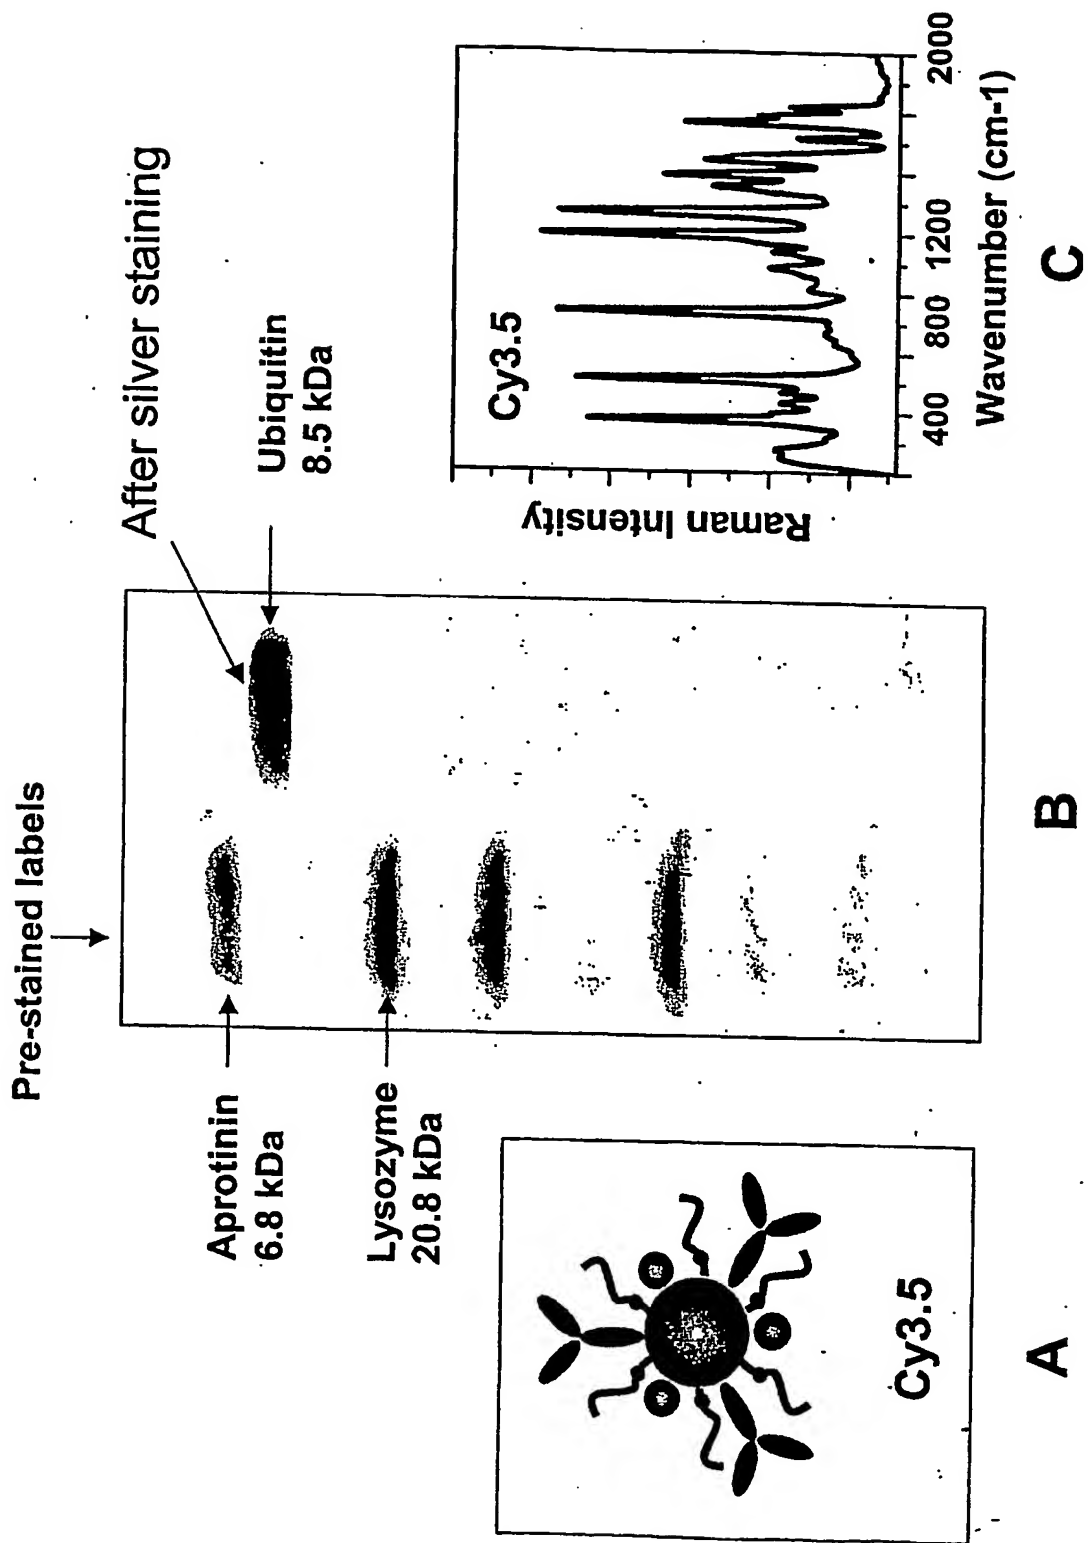 Cy3.5
A
Pre-stained labels
Aprotinin
6.8 kDa
Lysozyme
20.8 kDa
After silver staining
Ubiquitin
8.5 kDa
B
Cy3.5
Raman Intensity
400
800
1200
2000
Wavenumber (cm-1)
C